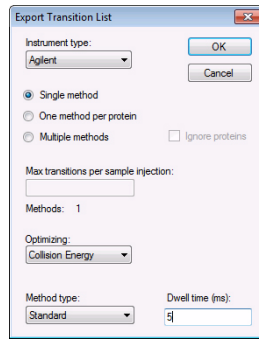 Export Transition List
Instrument type:
Agilent
OK
Cancel
Single method
One method per protein
Multiple methods
Ignore proteins
Max transitions per sample injection:
Methods: 1
Optimizing:
Collision Energy
Method type:
Dwell time (ms):
Standard
5